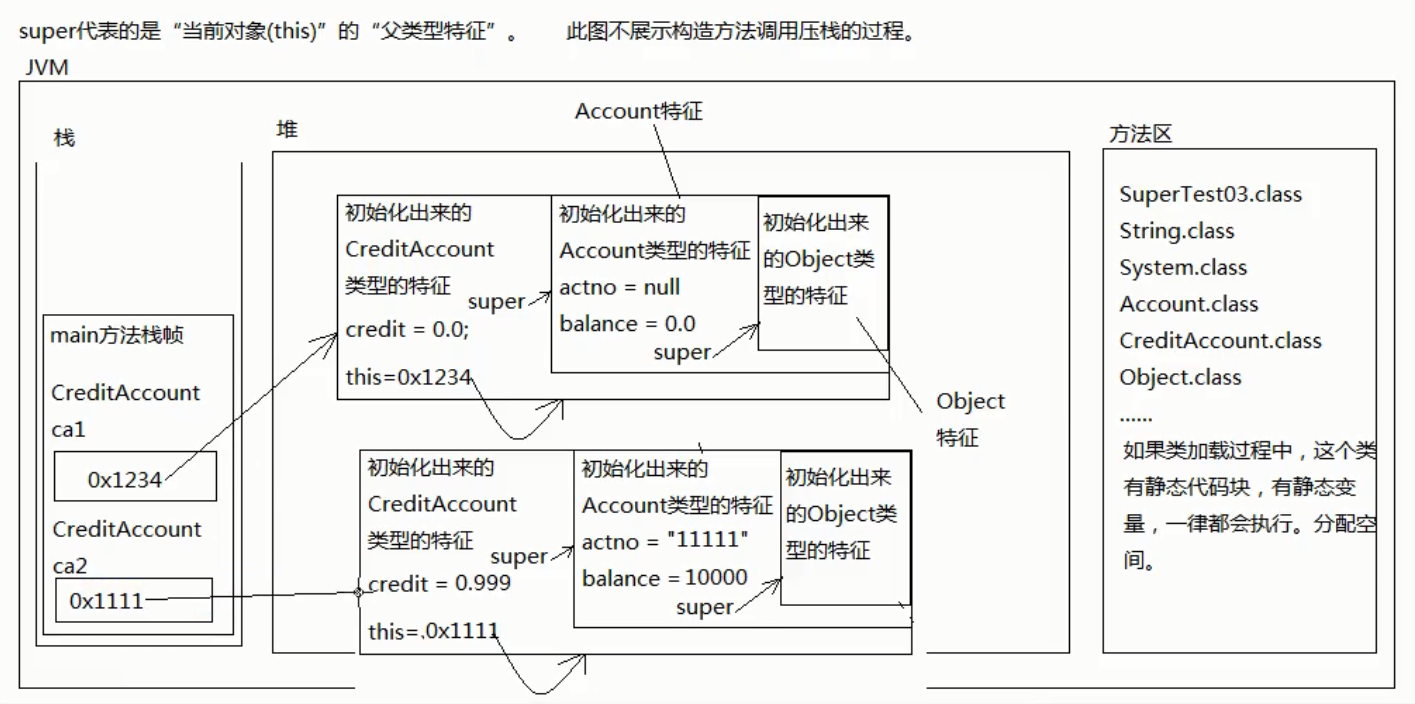 super代表的是“当前对象(this)”的“父类型特征”。 此图不展示构造方法调用压栈的过程。
JVM
栈
main方法栈帧
CreditAccount
ca1
0x1234
CreditAccount
ca2
0x1111
堆
Account特征
初始化出来的
CreditAccount
类型的特征
super
credit = 0.0;
this=0x1234
初始化出来的
Account类型的特征
actno = null
balance = 0.0
super
初始化出来
的Object类
型的特征
Object
特征
初始化出来的
CreditAccount
类型的特征
super
credit = 0.999
this=.0x1111
初始化出来的
Account类型的特征
actno = "11111"
balance = 10000
super
初始化出来
的Object类
型的特征
方法区
SuperTest03.class
String.class
System.class
Account.class
CreditAccount.class
Object.class
......
如果类加载过程中，这个类
有静态代码块，有静态变
量，一律都会执行。分配空
间。